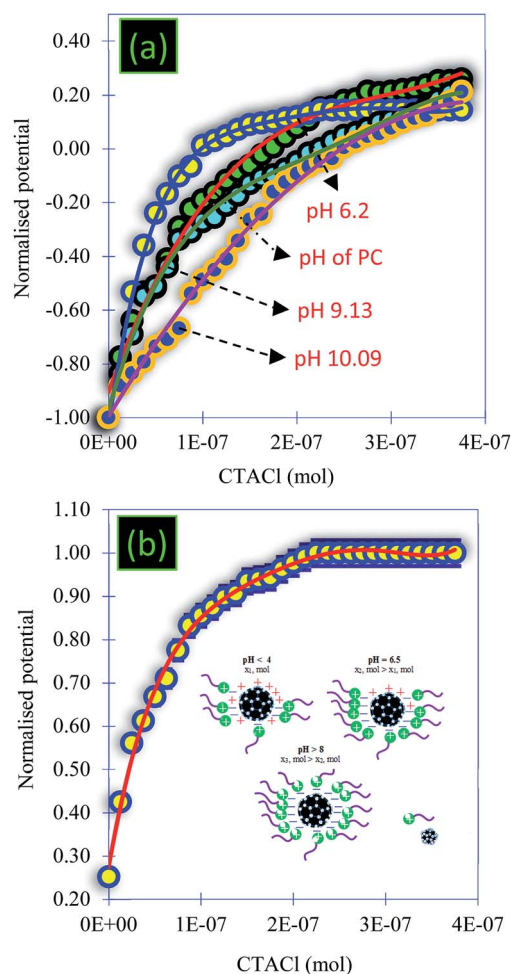 (a)
0.40
0.20
0.00
-0.20
-0.40
-0.60
-0.80
-1.00
Normalised potential
pH 6.2
pH of PC
pH 9.13
pH 10.09
0E+00
1E-07
2E-07
3E-07
4E-07
CTACl (mol)
(b)
1.10
1.00
0.90
0.80
0.70
0.60
0.50
0.40
0.30
0.20
Normalised potential
pH < 4
x₁, mol
pH = 6.5
x₂, mol > x₁, mol
pH > 8
x₃, mol > x₂, mol
0E+00
1E-07
2E-07
3E-07
4E-07
CTACl (mol)